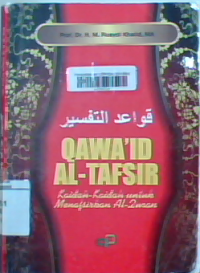 Prof. Dr. H. M. Rusydi Khalid, MA
قواعد التفسير
QAWA'ID
AL-TAFSIR
Kaidah-Kaidah untuk
Menafsirkan Al-Quran